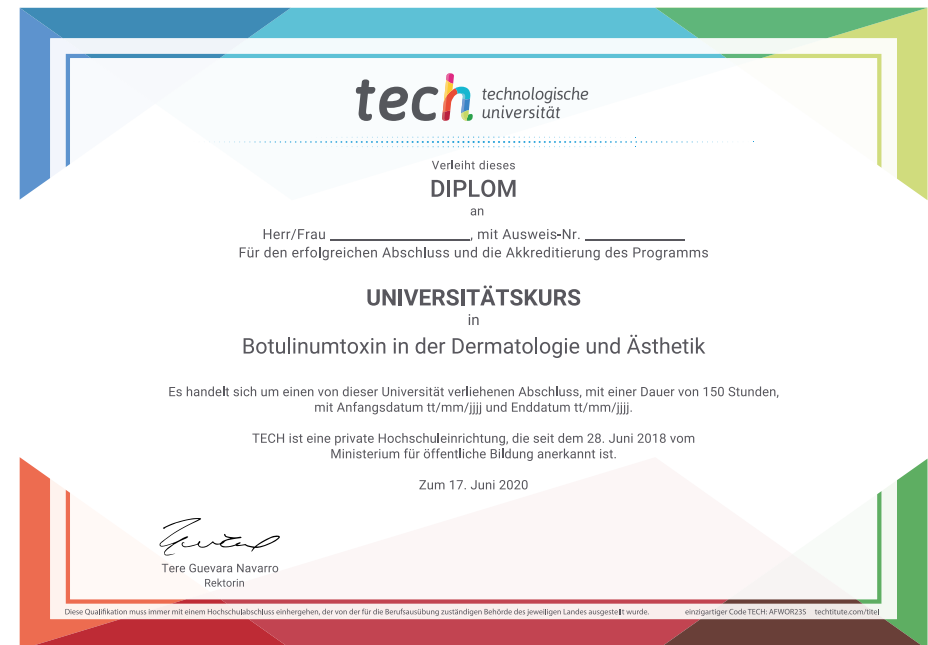 tech technologische
universität
Verleiht dieses
DIPLOM
an
Herr/Frau ____________________, mit Ausweis-Nr. ______________
Für den erfolgreichen Abschluss und die Akkreditierung des Programms
UNIVERSITÄTSKURS
in
Botulinumtoxin in der Dermatologie und Ästhetik
Es handelt sich um einen von dieser Universität verliehenen Abschluss, mit einer Dauer von 150 Stunden,
mit Anfangsdatum tt/mm/jjjj und Enddatum tt/mm/jjjj.
TECH ist eine private Hochschuleinrichtung, die seit dem 28. Juni 2018 vom
Ministerium für öffentliche Bildung anerkannt ist.
Zum 17. Juni 2020
Tere Guevara Navarro
Rektorin
Diese Qualifikation muss immer mit einem Hochschulabschluss einhergehen, der von der für die Berufsausübung zuständigen Behörde des jeweiligen Landes ausgestellt wurde. einzigartiger Code TECH: AFWOR23S techtitute.com/titel